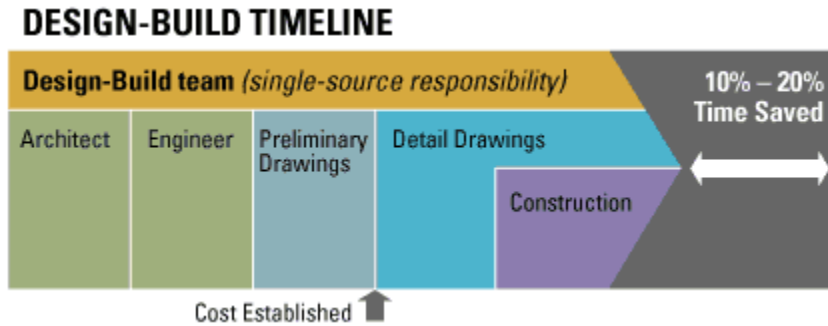 DESIGN-BUILD TIMELINE
Design-Build team (single-source responsibility)
10% – 20%
Time Saved
Architect
Engineer
Preliminary
Drawings
Detail Drawings
Construction
Cost Established